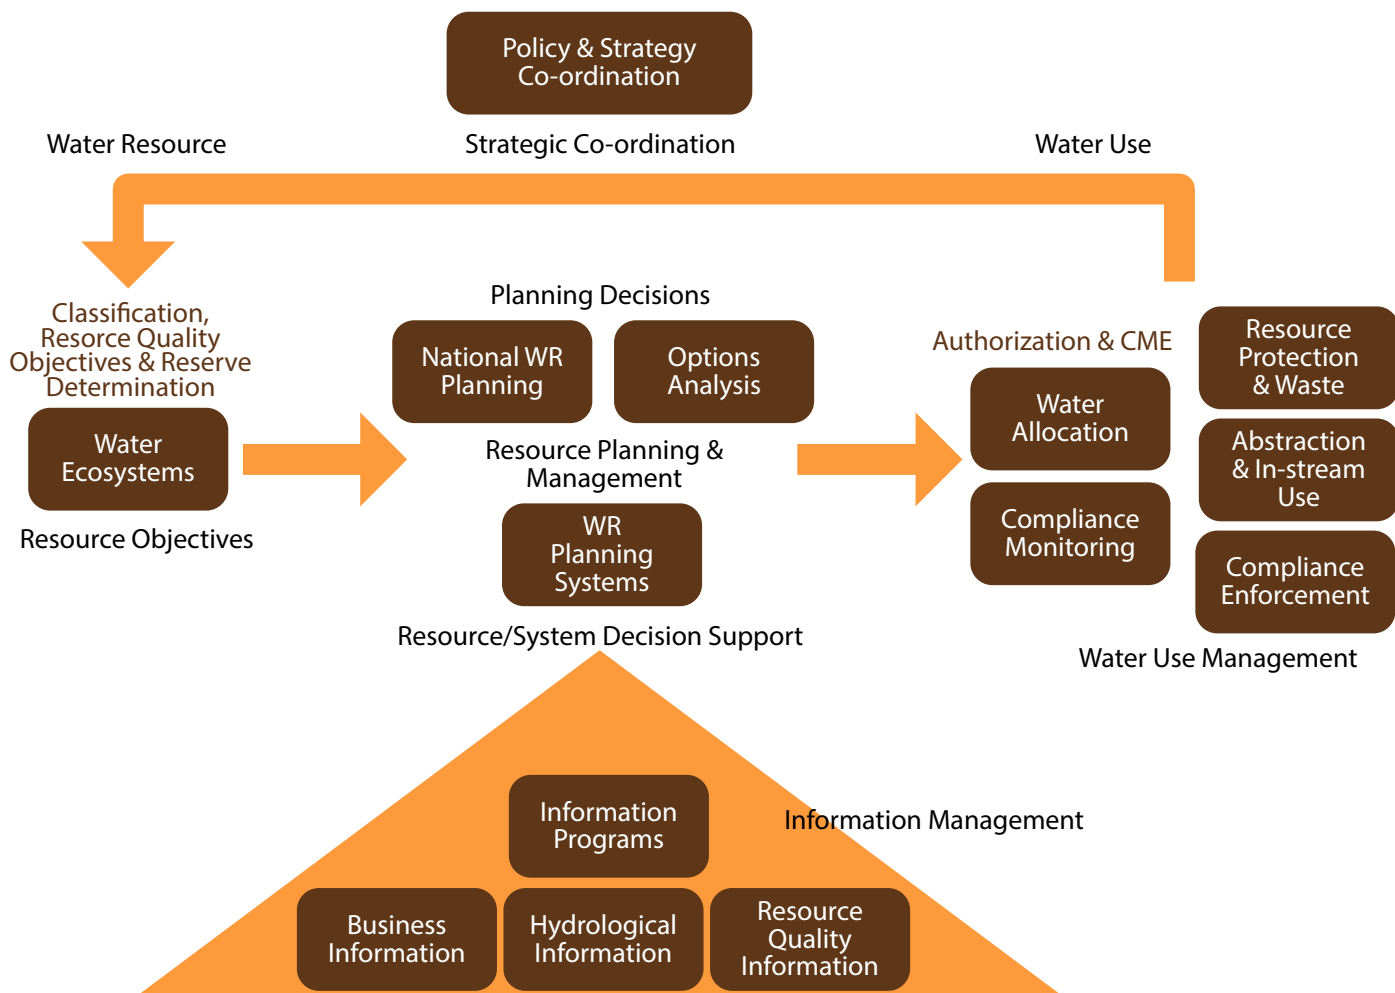 Policy & Strategy
Co-ordination
Water Resource
Strategic Co-ordination
Water Use
Classification,
Resorce Quality
Objectives & Reserve
Determination
Water
Ecosystems
Resource Objectives
Planning Decisions
National WR
Planning
Options
Analysis
Resource Planning &
Management
WR
Planning
Systems
Resource/System Decision Support
Authorization & CME
Water
Allocation
Compliance
Monitoring
Resource
Protection
& Waste
Abstraction
& In-stream
Use
Compliance
Enforcement
Water Use Management
Information
Programs
Information Management
Business
Information
Hydrological
Information
Resource
Quality
Information